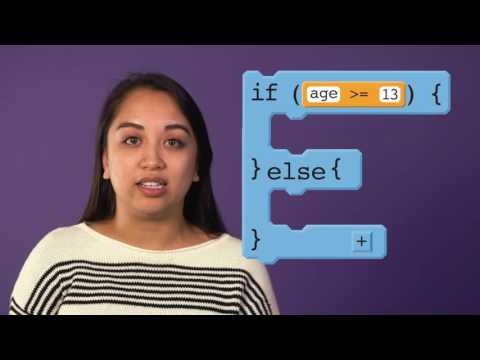 if (age >= 13) {
}else{
} +